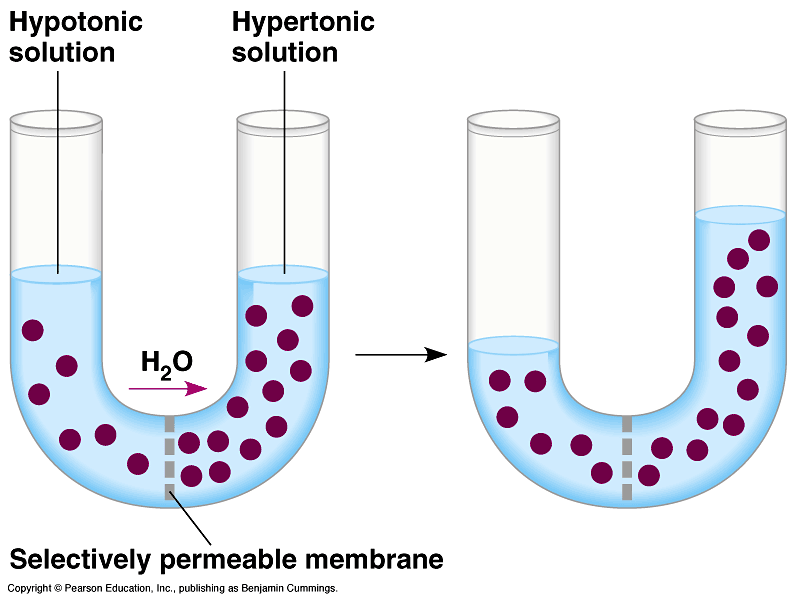 Hypotonic
solution
Hypertonic
solution
H₂O
Selectively permeable membrane
Copyright © Pearson Education, Inc., publishing as Benjamin Cummings.